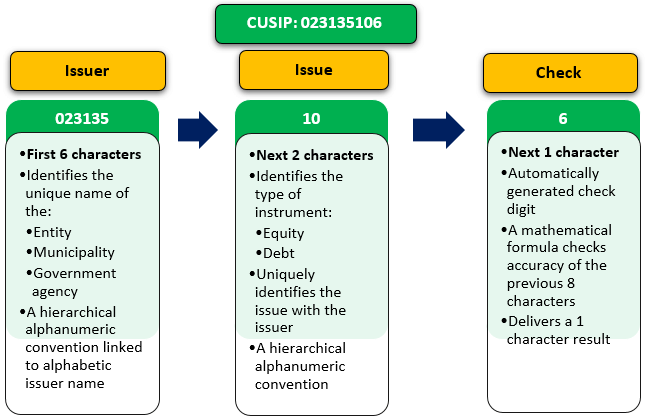 CUSIP: 023135106
Issuer
023135
•First 6 characters
•Identifies the
unique name of
the:
•Entity
•Municipality
•Government
agency
•A hierarchical
alphanumeric
convention linked
to alphabetic
issuer name
Issue
10
•Next 2 characters
•Identifies the
type of
instrument:
•Equity
•Debt
•Uniquely
identifies the
issue with the
issuer
•A hierarchical
alphanumeric
convention
Check
6
•Next 1 character
•Automatically
generated check
digit
•A mathematical
formula checks
accuracy of the
previous 8
characters
•Delivers a 1
character result